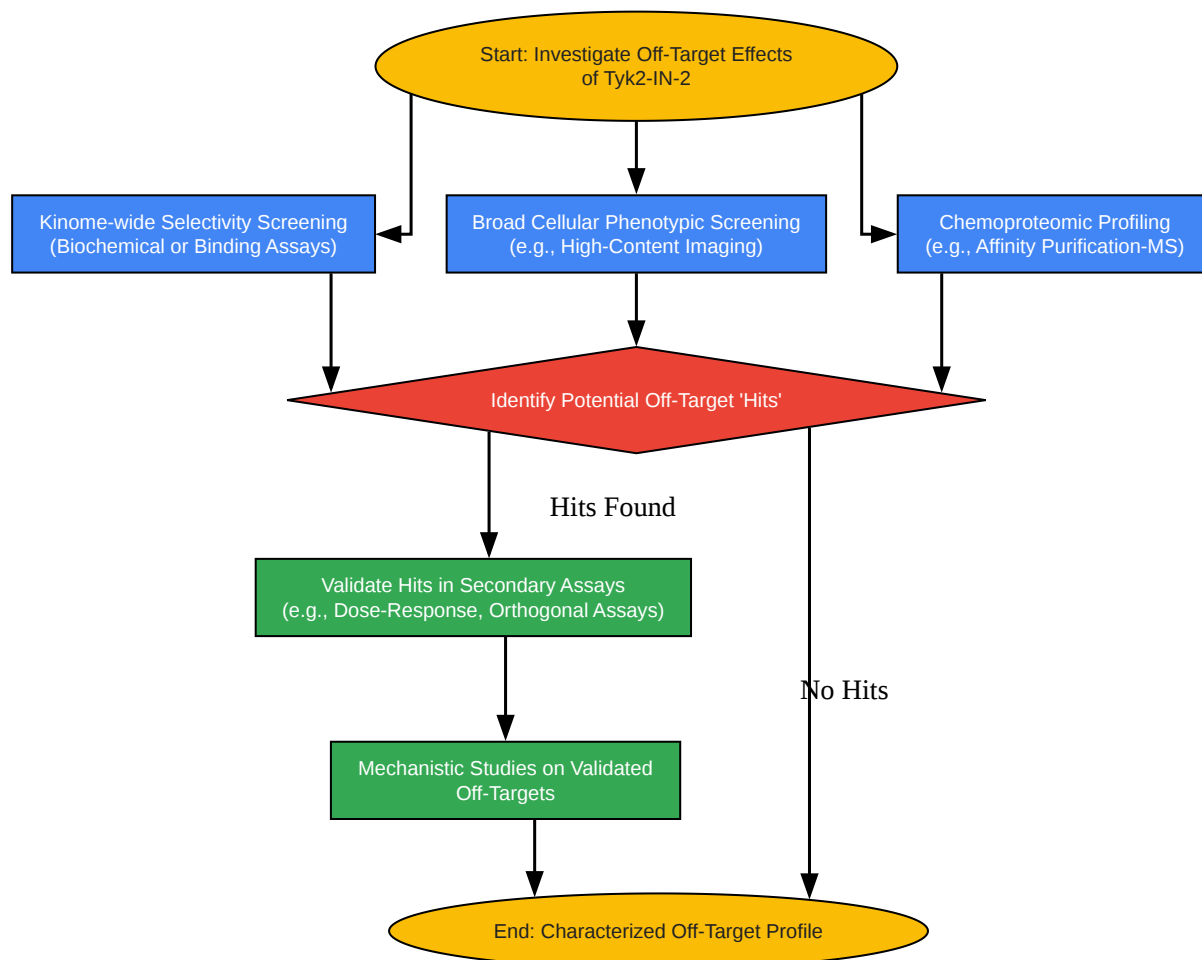 Start: Investigate Off-Target Effects
of Tyk2-IN-2
Kinome-wide Selectivity Screening
(Biochemical or Binding Assays)
Broad Cellular Phenotypic Screening
(e.g., High-Content Imaging)
Chemoproteomic Profiling
(e.g., Affinity Purification-MS)
Identify Potential Off-Target 'Hits'
Hits Found
Validate Hits in Secondary Assays
(e.g., Dose-Response, Orthogonal Assays)
No Hits
Mechanistic Studies on Validated
Off-Targets
End: Characterized Off-Target Profile